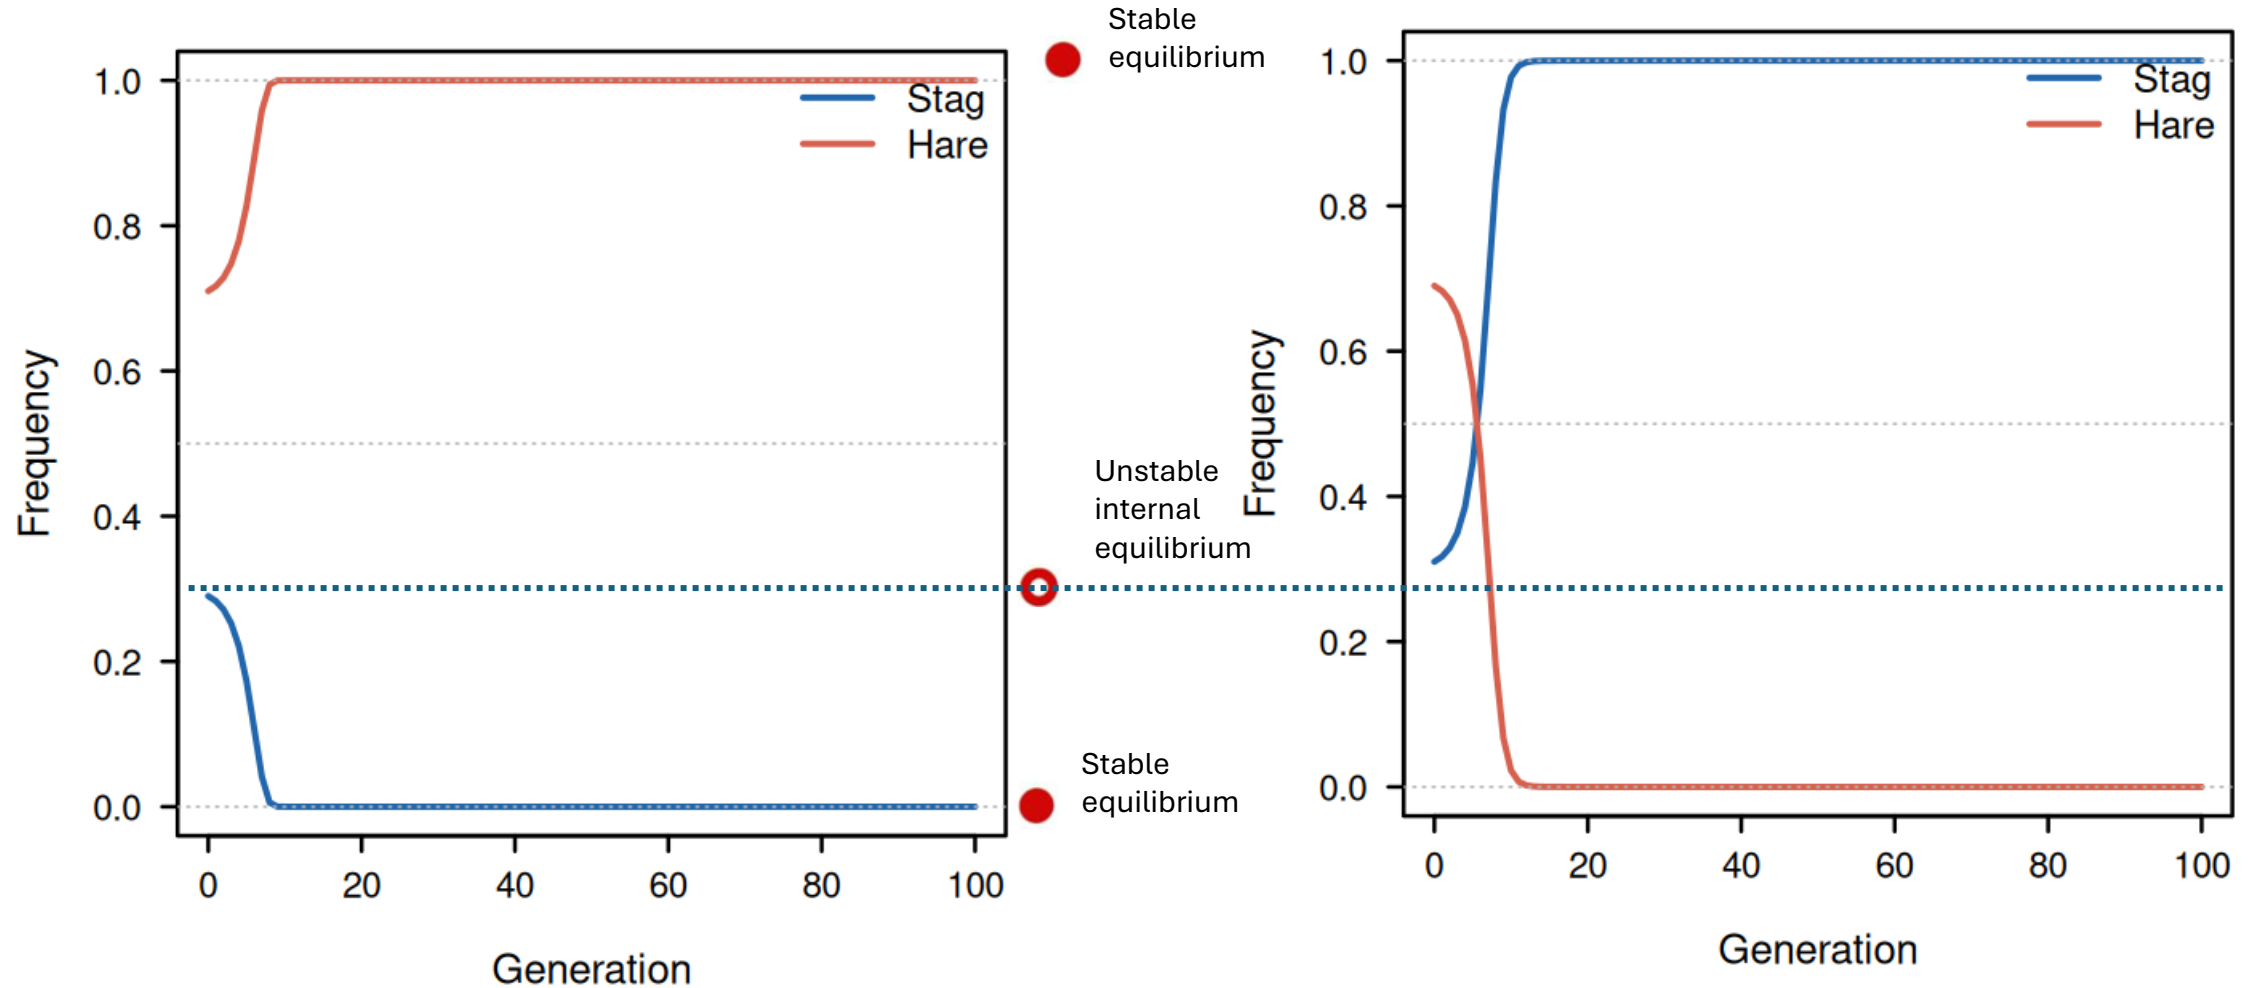 Stable
equilibrium
1.0
0.8
0.6
0.4
0.2
0.0
Frequency
Stag
Hare
0
20
40
60
80
100
Generation
Unstable
internal
equilibrium
Stable
equilibrium
1.0
0.8
0.6
0.4
0.2
0.0
Frequency
Stag
Hare
0
20
40
60
80
100
Generation